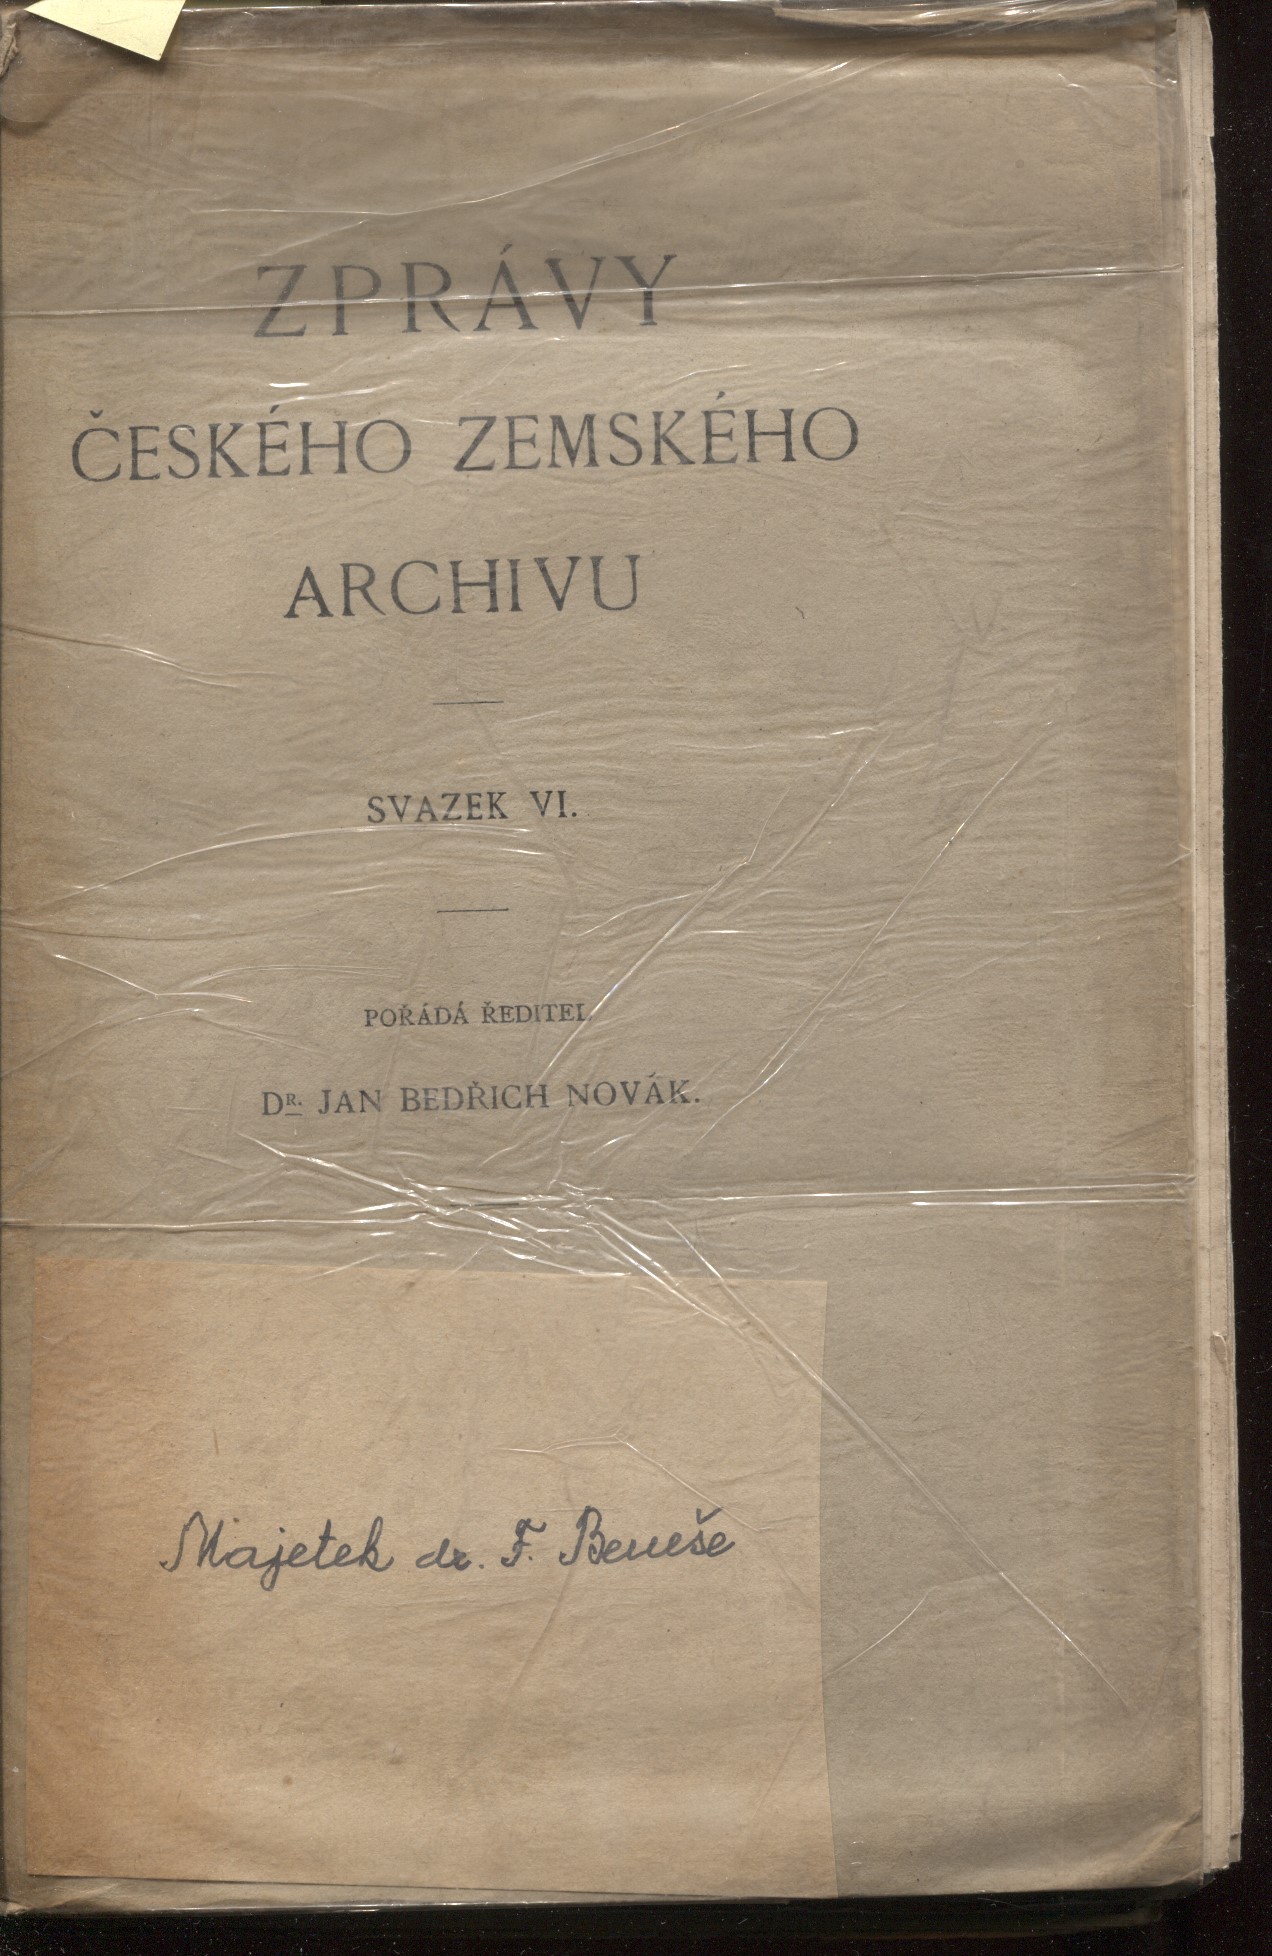 ZPRÁVY
ČESKÉHO ZEMSKÉHO
ARCHIVU
SVAZEK VI.
POŘÁDÁ ŘEDITEL
DR. JAN BEDŘICH NOVÁK.
Majetek dr. F. Beneše